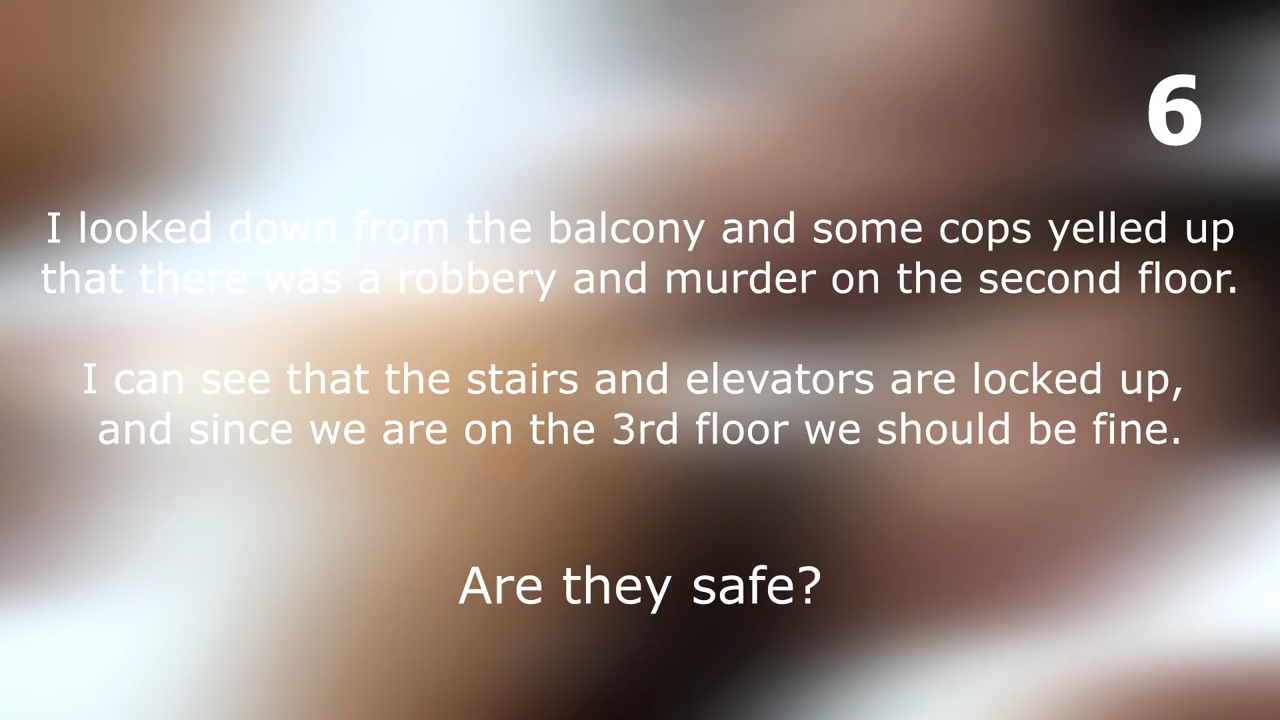 6
I looked down from the balcony and some cops yelled up
that there was a robbery and murder on the second floor.
I can see that the stairs and elevators are locked up,
and since we are on the 3rd floor we should be fine.
Are they safe?